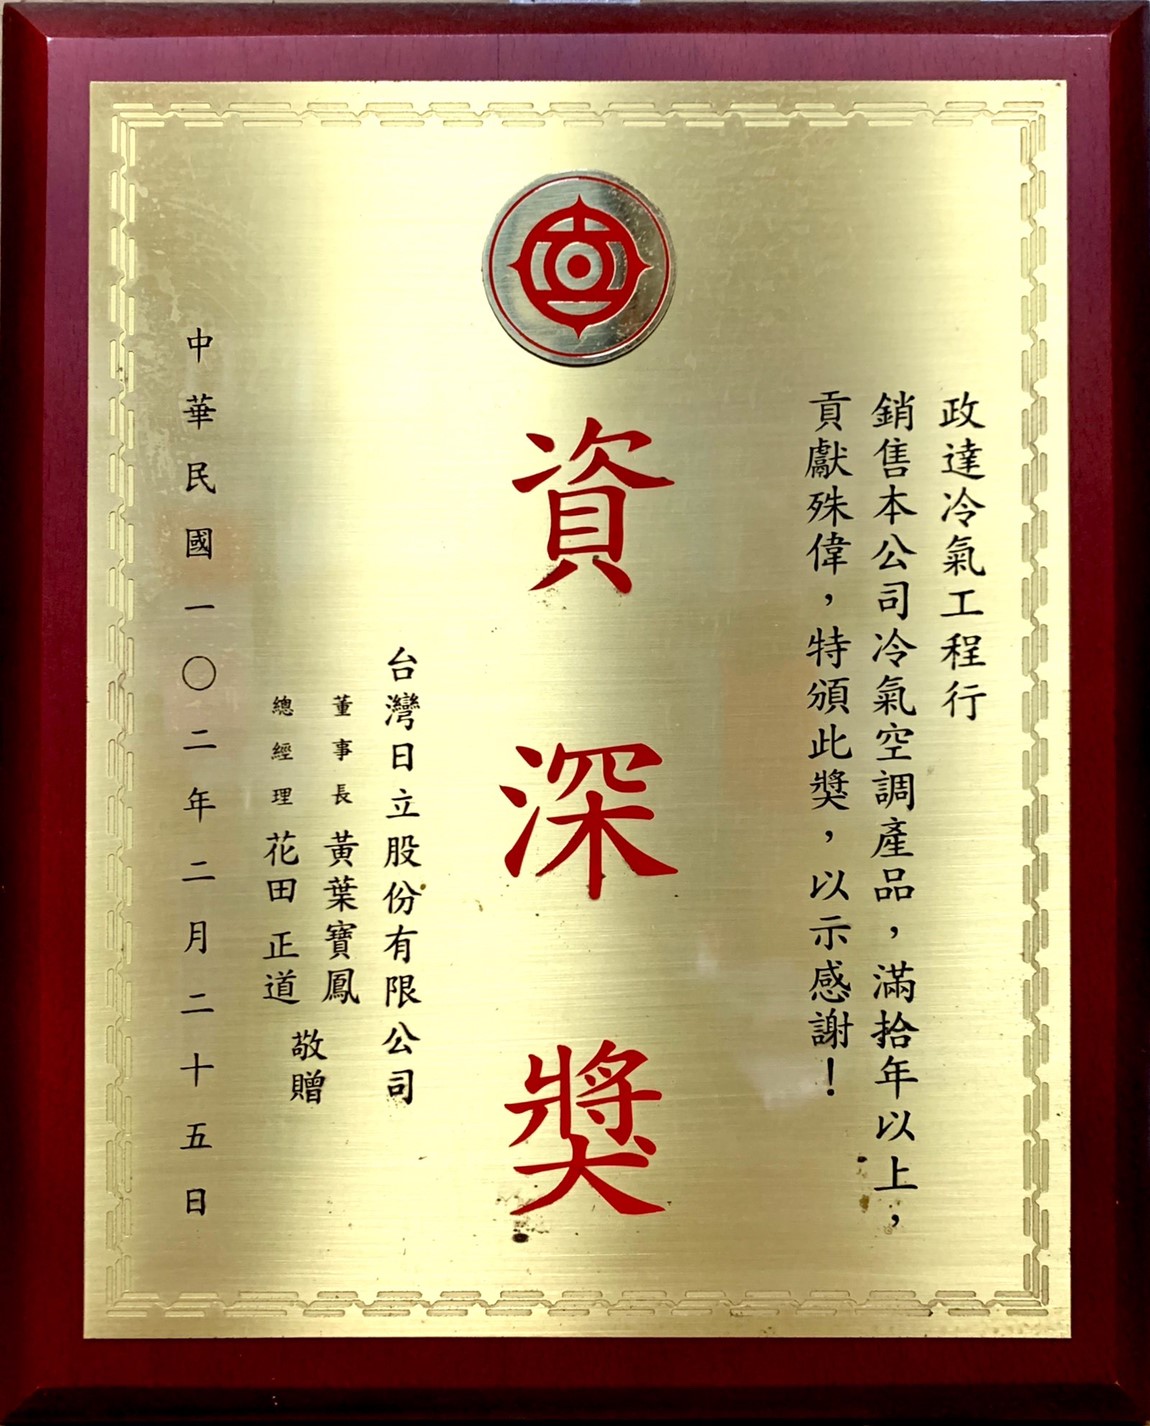 政達冷氣工程行
銷售本公司冷氣空調產品，滿拾年以上，
貢獻殊偉，特頒此獎，以示感謝！
資深獎
台灣日立股份有限公司
董事長 黃葉寶鳳
總經理 花田 正道
敬贈
中華民國一〇二年二月二十五日